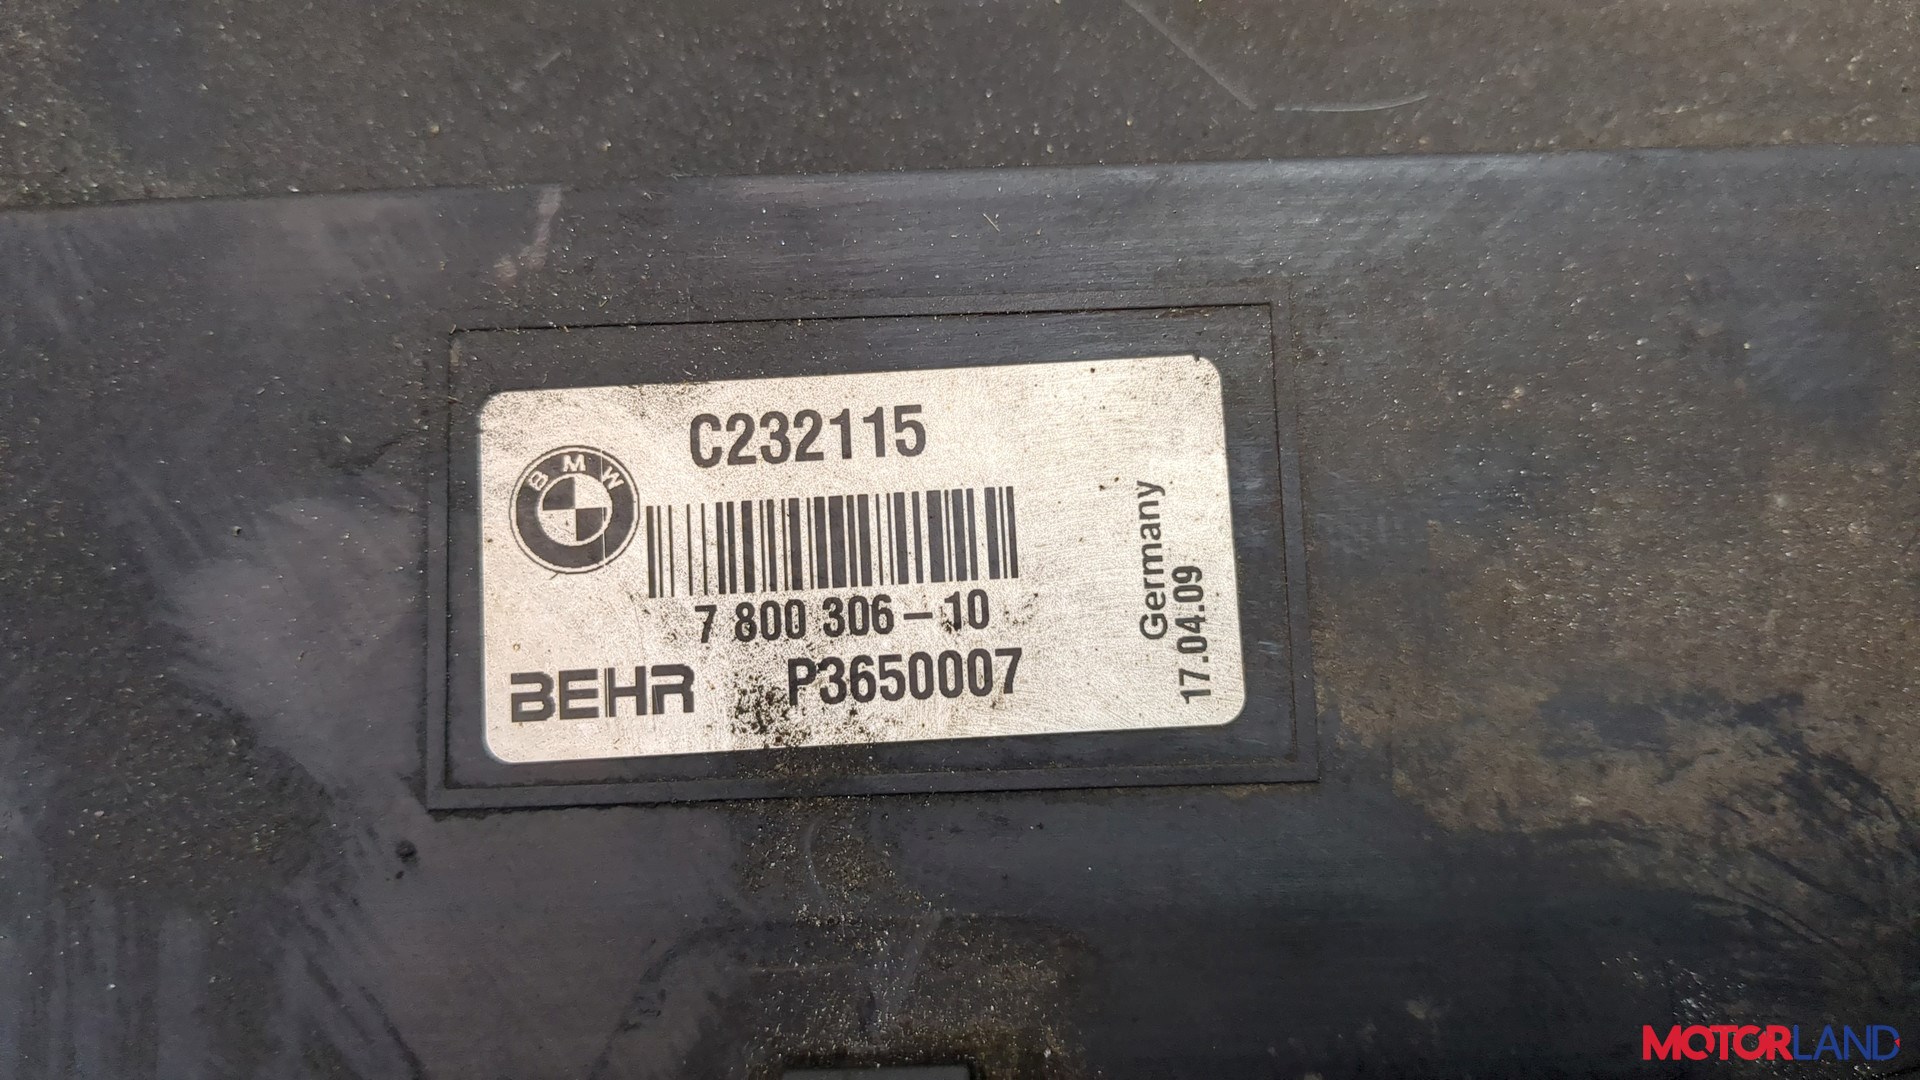 C232115
BMW
7 800 306-10
BEHR P3650007
Germany
17.04.09
MOTORLAND